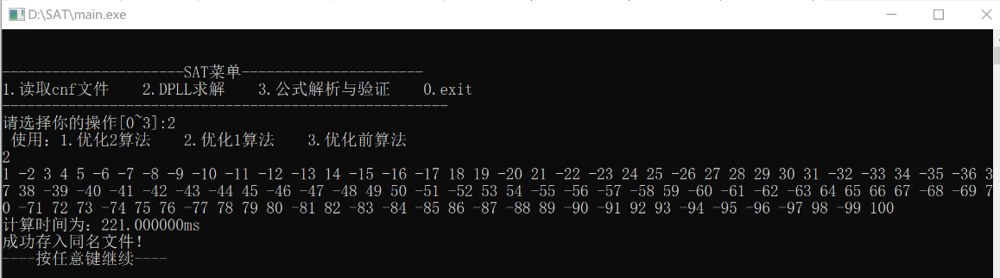 D:\SAT\main.exe
----------------------SAT菜单----------------------
1.读取cnf文件    2.DPLL求解    3.公式解析与验证    0.exit
------------------------------------------------------
请选择你的操作[0~3]:2
 使用：1.优化2算法    2.优化1算法    3.优化前算法
2
1 -2 3 4 5 -6 -7 -8 -9 -10 -11 -12 -13 14 -15 -16 -17 18 19 -20 21 -22 -23 24 25 -26 27 28 29 30 31 -32 -33 34 -35 -36 3
7 38 -39 -40 -41 -42 -43 -44 45 -46 -47 -48 49 50 -51 -52 53 54 -55 -56 -57 -58 59 -60 -61 -62 -63 64 65 66 67 -68 -69 7
0 -71 72 73 -74 75 76 -77 78 79 80 -81 82 -83 -84 -85 86 -87 -88 89 -90 -91 92 93 -94 -95 -96 -97 98 -99 100
计算时间为：221.000000ms
成功存入同名文件！
----按任意键继续----